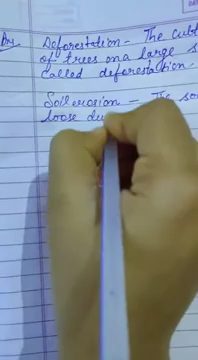 Ans Deforestation - The cutt
of trees on a large s
called deforestation.
Soil erosion - The so
loose du